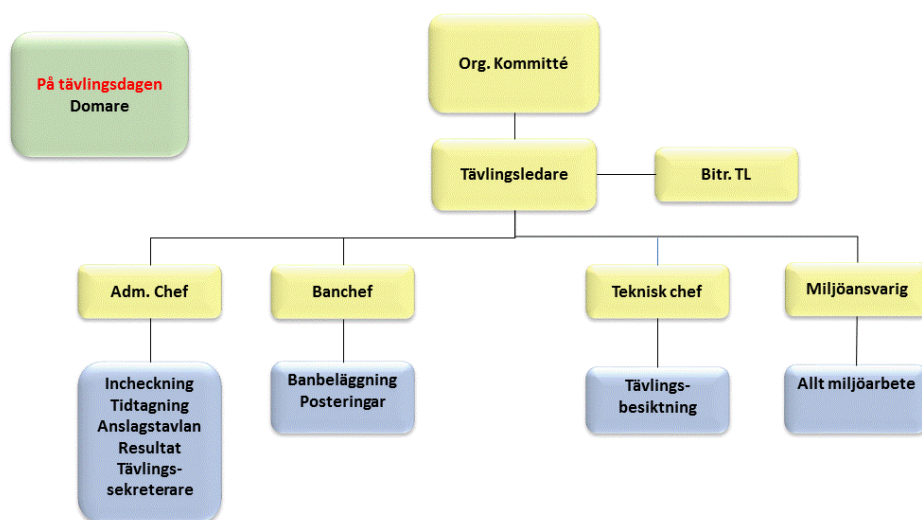 På tävlingsdagen
Domare
Org. Kommitté
Tävlingsledare
Bitr. TL
Adm. Chef
Banchef
Teknisk chef
Miljöansvarig
Incheckning
Tidtagning
Anslagstavlan
Resultat
Tävlings-
sekreterare
Banbeläggning
Posteringar
Tävlings-
besiktning
Allt miljöarbete